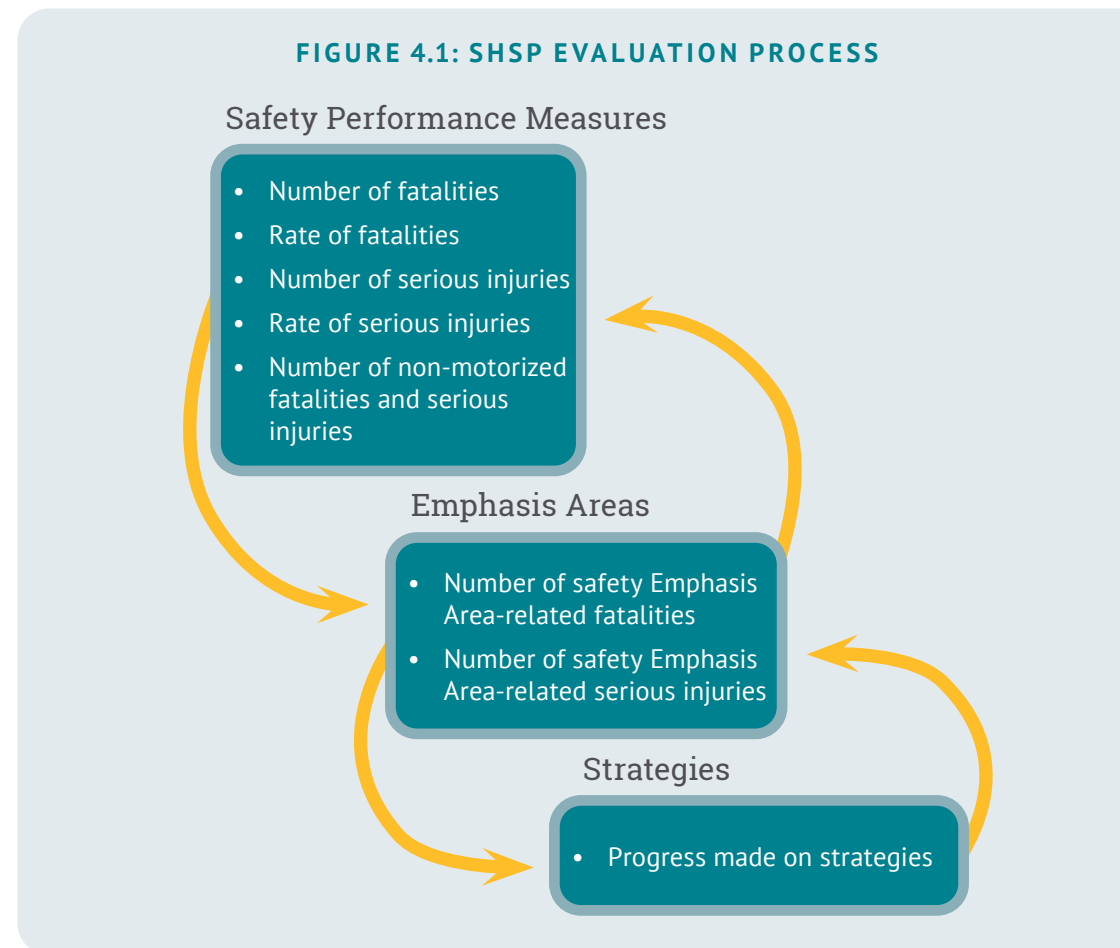 FIGURE 4.1: SHSP EVALUATION PROCESS
Safety Performance Measures
• Number of fatalities
• Rate of fatalities
• Number of serious injuries
• Rate of serious injuries
• Number of non-motorized
fatalities and serious
injuries
Emphasis Areas
• Number of safety Emphasis
Area-related fatalities
• Number of safety Emphasis
Area-related serious injuries
Strategies
• Progress made on strategies